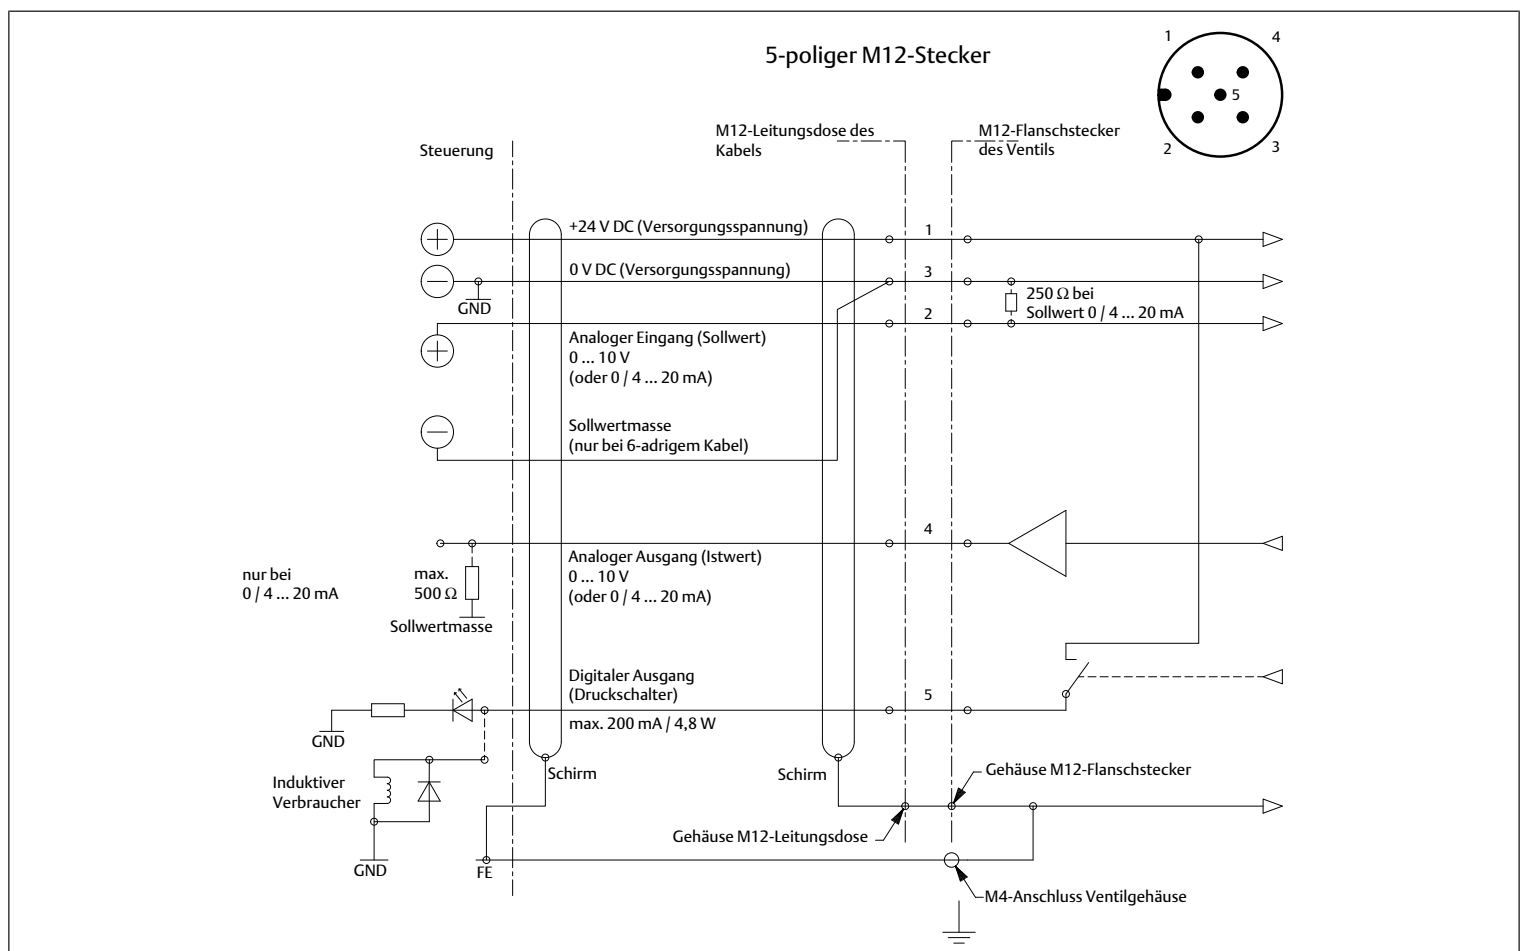 5-poliger M12-Stecker
1
4
5
2
3
Steuerung
M12-Leitungsdose des
Kabels
M12-Flanschstecker
des Ventils
+24 V DC (Versorgungsspannung)
1
0 V DC (Versorgungsspannung)
3
GND
250 Ω bei
Sollwert 0 / 4 ... 20 mA
2
Analoger Eingang (Sollwert)
0 ... 10 V
(oder 0 / 4 ... 20 mA)
Sollwertmasse
(nur bei 6-adrigem Kabel)
4
nur bei
0 / 4 ... 20 mA
max.
500 Ω
Sollwertmasse
Analoger Ausgang (Istwert)
0 ... 10 V
(oder 0 / 4 ... 20 mA)
Digitaler Ausgang
(Druckschalter)
5
max. 200 mA / 4,8 W
GND
Induktiver
Verbraucher
GND
Schirm
Schirm
Gehäuse M12-Flanschstecker
Gehäuse M12-Leitungsdose
FE
M4-Anschluss Ventilgehäuse